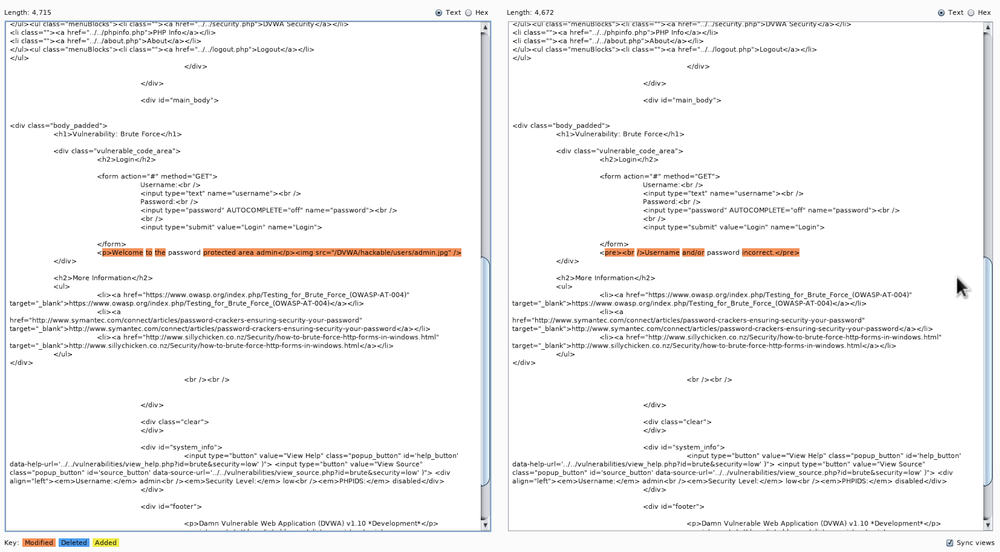 Length: 4,715
Text
Hex
</ul><ul class="menuBlocks"><li class=""><a href="../../security.php">DVWA Security</a></li>
<li class=""><a href="../../phpinfo.php">PHP Info</a></li>
<li class=""><a href="../../about.php">About</a></li>
</ul><ul class="menuBlocks"><li class=""><a href="../../logout.php">Logout</a></li>
</ul>
</div>
</div>
<div id="main_body">
<div class="body_padded">
<h1>Vulnerability: Brute Force</h1>
<div class="vulnerable_code_area">
<h2>Login</h2>
<form action="#" method="GET">
Username:<br />
<input type="text" name="username"><br />
Password:<br />
<input type="password" AUTOCOMPLETE="off" name="password"><br />
<br />
<input type="submit" value="Login" name="Login">
</form>
<p>Welcome to the password protected area admin</p><img src="/DVWA/hackable/users/admin.jpg" />
</div>
<h2>More Information</h2>
<ul>
<li><a href="https://www.owasp.org/index.php/Testing_for_Brute_Force_(OWASP-AT-004)"
target="_blank">https://www.owasp.org/index.php/Testing_for_Brute_Force_(OWASP-AT-004)</a></li>
<li><a
href="http://www.symantec.com/connect/articles/password-crackers-ensuring-security-your-password"
target="_blank">http://www.symantec.com/connect/articles/password-crackers-ensuring-security-your-password</a></li>
<li><a href="http://www.sillychicken.co.nz/Security/how-to-brute-force-http-forms-in-windows.html"
target="_blank">http://www.sillychicken.co.nz/Security/how-to-brute-force-http-forms-in-windows.html</a></li>
</ul>
</div>
<br /><br />
</div>
<div class="clear">
</div>
<div id="system_info">
<input type="button" value="View Help" class="popup_button" id='help_button'
data-help-url='../../vulnerabilities/view_help.php?id=brute&security=low' )"> <input type="button" value="View Source"
class="popup_button" id='source_button' data-source-url='../../vulnerabilities/view_source.php?id=brute&security=low' )"> <div
align="left"><em>Username:</em> admin<br /><em>Security Level:</em> low<br /><em>PHPIDS:</em> disabled</div>
</div>
<div id="footer">
<p>Damn Vulnerable Web Application (DVWA) v1.10 *Development*</p>
Length: 4,672
Text
Hex
</ul><ul class="menuBlocks"><li class=""><a href="../../security.php">DVWA Security</a></li>
<li class=""><a href="../../phpinfo.php">PHP Info</a></li>
<li class=""><a href="../../about.php">About</a></li>
</ul><ul class="menuBlocks"><li class=""><a href="../../logout.php">Logout</a></li>
</ul>
</div>
</div>
<div id="main_body">
<div class="body_padded">
<h1>Vulnerability: Brute Force</h1>
<div class="vulnerable_code_area">
<h2>Login</h2>
<form action="#" method="GET">
Username:<br />
<input type="text" name="username"><br />
Password:<br />
<input type="password" AUTOCOMPLETE="off" name="password"><br />
<br />
<input type="submit" value="Login" name="Login">
</form>
<pre><br />Username and/or password incorrect.</pre>
</div>
<h2>More Information</h2>
<ul>
<li><a href="https://www.owasp.org/index.php/Testing_for_Brute_Force_(OWASP-AT-004)"
target="_blank">https://www.owasp.org/index.php/Testing_for_Brute_Force_(OWASP-AT-004)</a></li>
<li><a
href="http://www.symantec.com/connect/articles/password-crackers-ensuring-security-your-password"
target="_blank">http://www.symantec.com/connect/articles/password-crackers-ensuring-security-your-password</a></li>
<li><a href="http://www.sillychicken.co.nz/Security/how-to-brute-force-http-forms-in-windows.html"
target="_blank">http://www.sillychicken.co.nz/Security/how-to-brute-force-http-forms-in-windows.html</a></li>
</ul>
</div>
<br /><br />
</div>
<div class="clear">
</div>
<div id="system_info">
<input type="button" value="View Help" class="popup_button" id='help_button'
data-help-url='../../vulnerabilities/view_help.php?id=brute&security=low' )"> <input type="button" value="View Source"
class="popup_button" id='source_button' data-source-url='../../vulnerabilities/view_source.php?id=brute&security=low' )"> <div
align="left"><em>Username:</em> admin<br /><em>Security Level:</em> low<br /><em>PHPIDS:</em> disabled</div>
</div>
<div id="footer">
<p>Damn Vulnerable Web Application (DVWA) v1.10 *Development*</p>
Key: Modified Deleted Added
Sync views